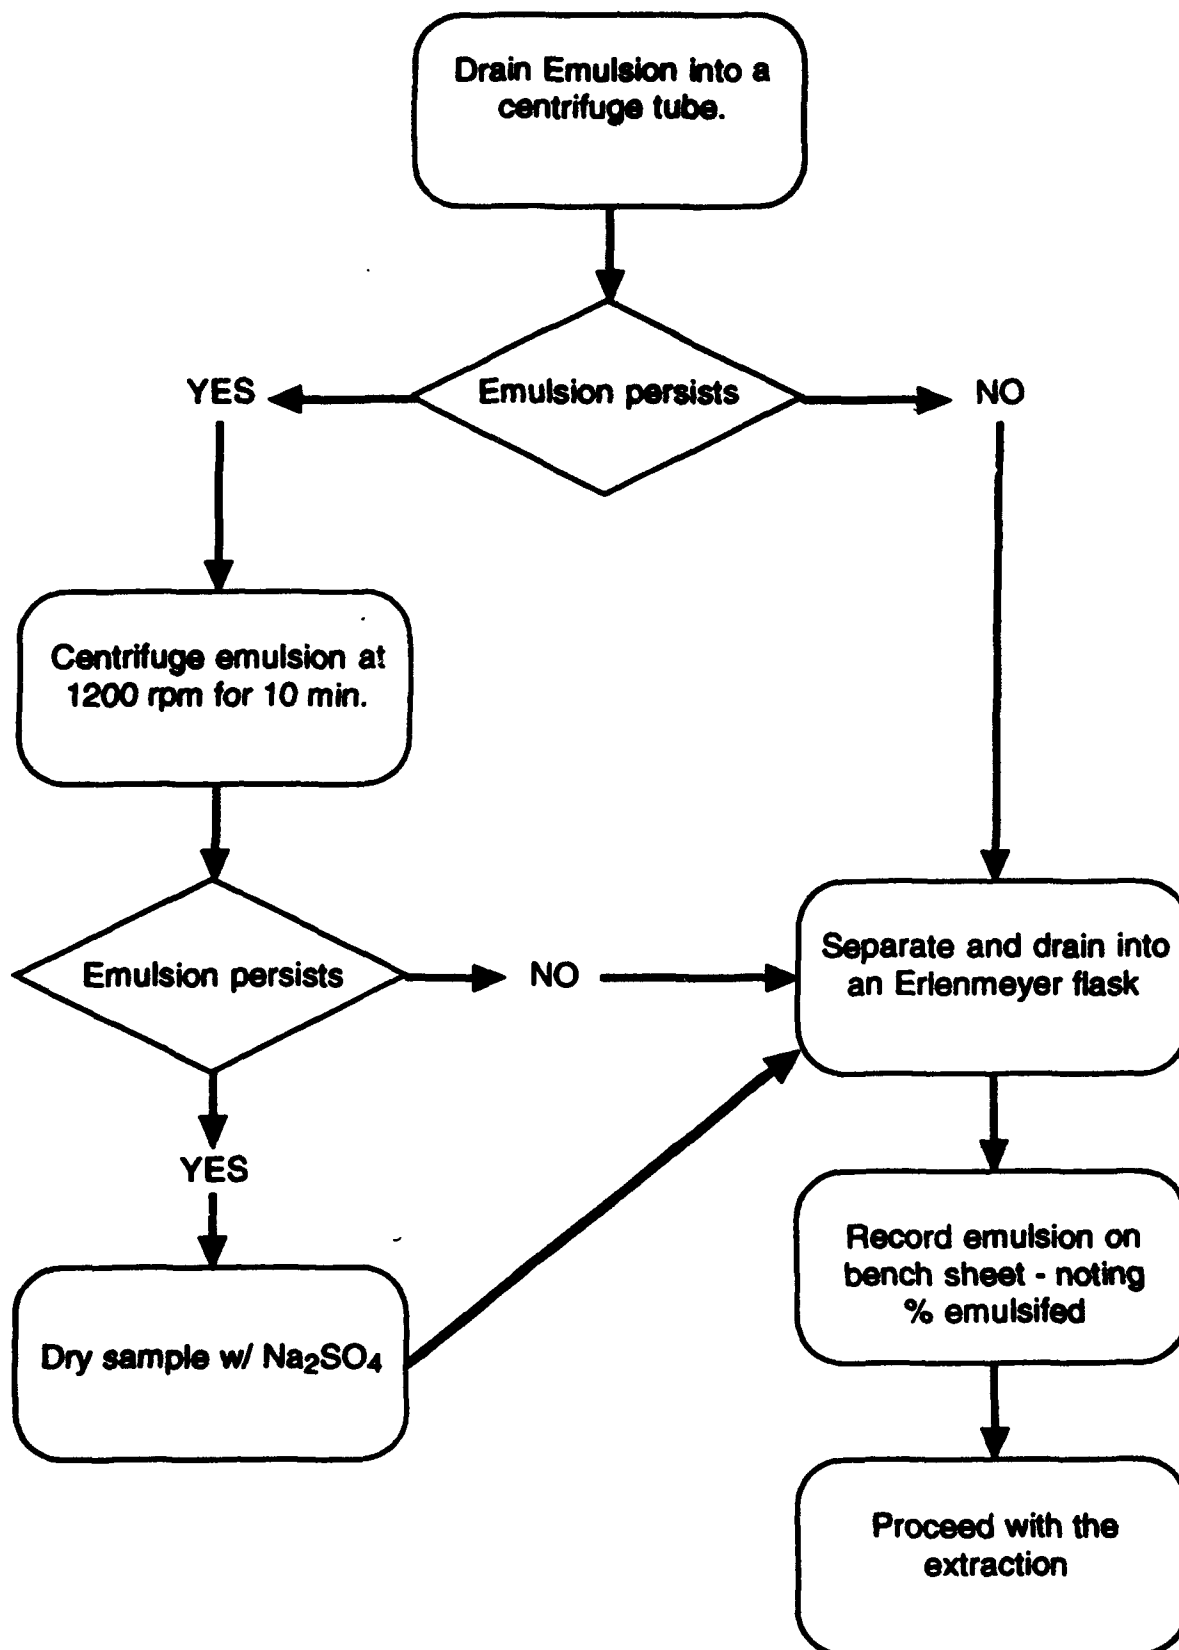 Drain Emulsion into a
centrifuge tube.
Emulsion persists
YES
NO
Centrifuge emulsion at
1200 rpm for 10 min.
Emulsion persists
NO
Separate and drain into
an Erlenmeyer flask
YES
Dry sample w/ Na₂SO₄
Record emulsion on
bench sheet - noting
% emulsifed
Proceed with the
extraction